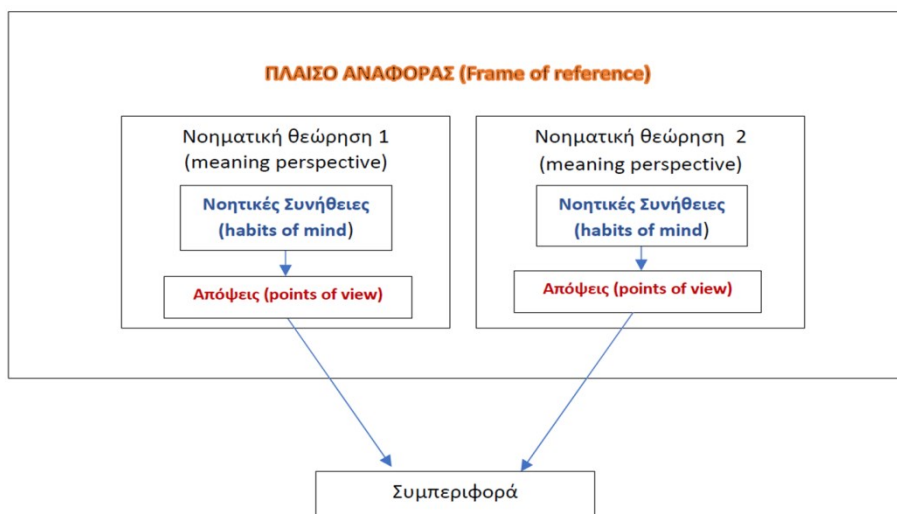 ΠΛΑΙΣΟ ΑΝΑΦΟΡΑΣ (Frame of reference)
Νοηματική θεώρηση 1
(meaning perspective)
Νοητικές Συνήθειες
(habits of mind)
Απόψεις (points of view)
Νοηματική θεώρηση 2
(meaning perspective)
Νοητικές Συνήθειες
(habits of mind)
Απόψεις (points of view)
Συμπεριφορά